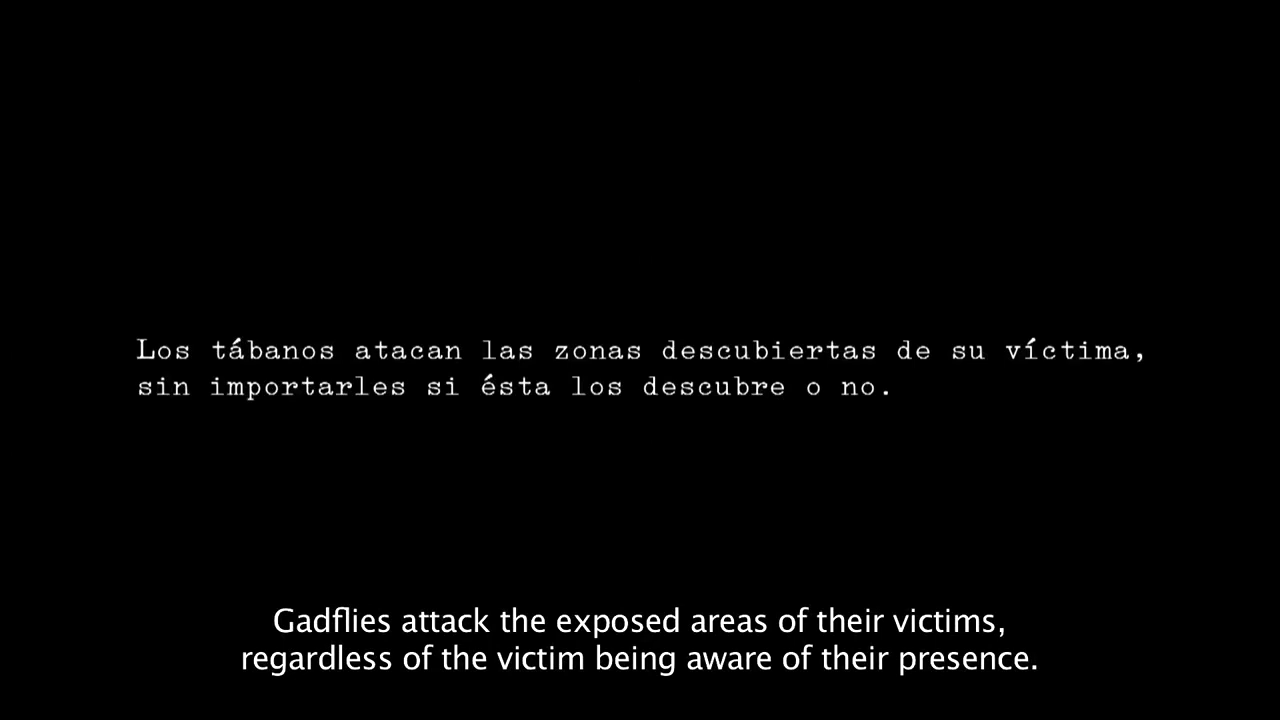 Los tábanos atacan las zonas descubiertas de su víctima,
sin importarles si ésta los descubre o no.
Gadflies attack the exposed areas of their victims,
regardless of the victim being aware of their presence.